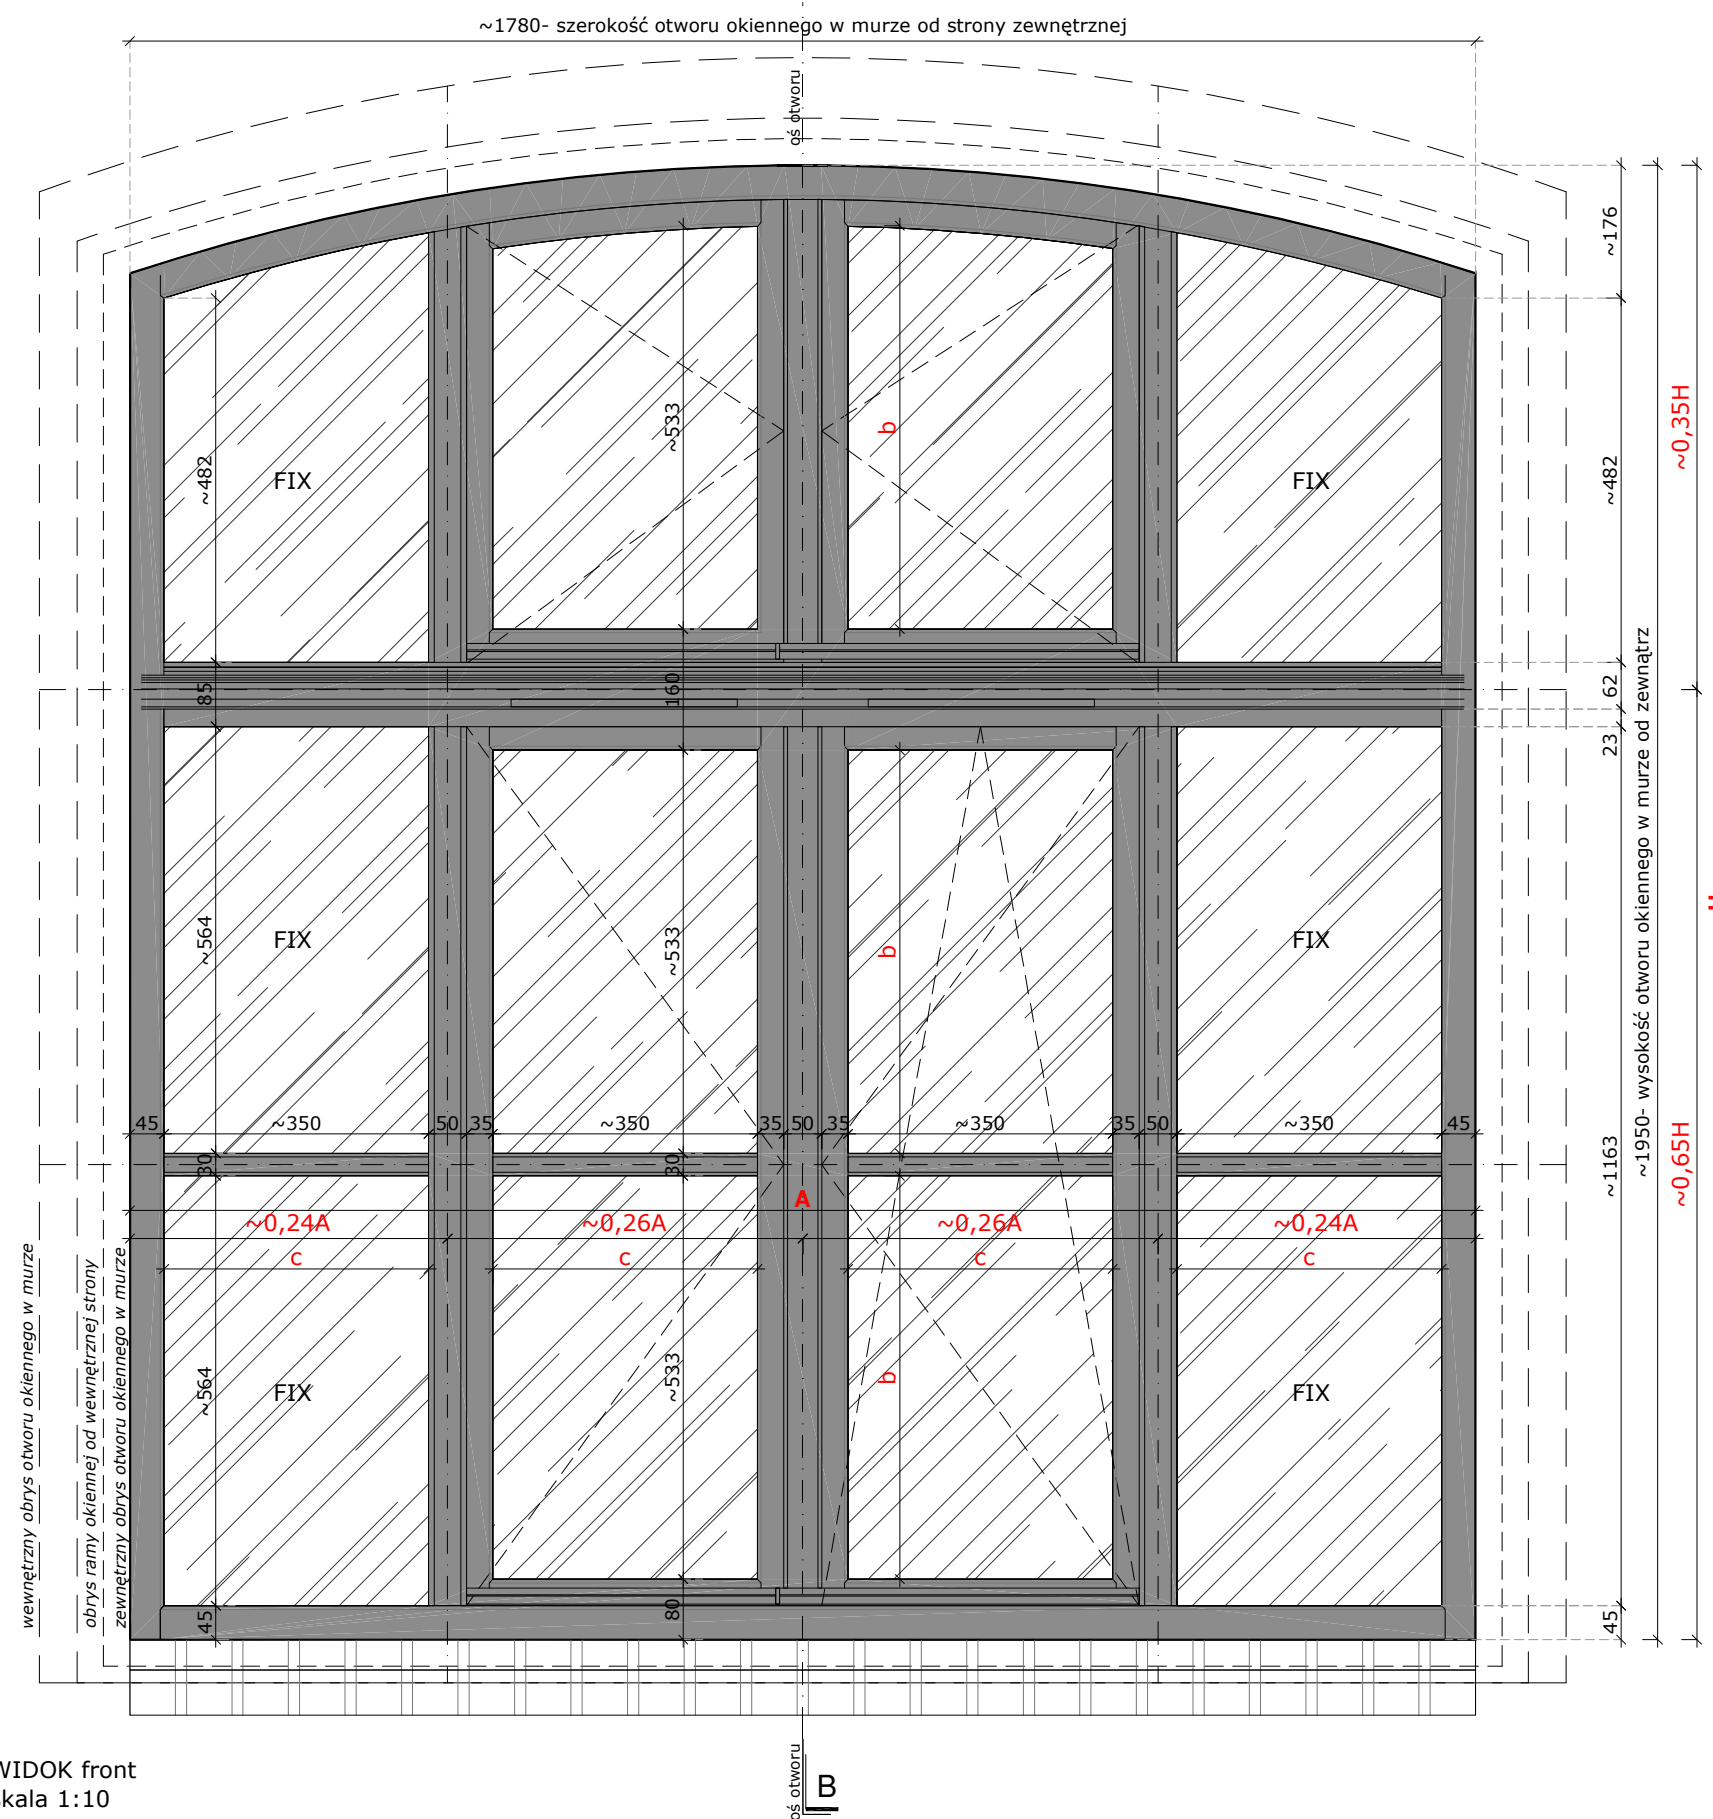 ~1780- szerokość otworu okiennego w murze od strony zewnętrznej
oś otworu
~176
~482
FIX
~533
b
FIX
~482
~0,35H
85
160
62
23
~1950- wysokość otworu okiennego w murze od zewnątrz
~564
FIX
~533
b
FIX
45
~350
50
35
~350
35
50
35
~350
35
50
~350
45
30
30
~1163
~0,65H
A
~0,24A
~0,26A
~0,26A
~0,24A
c
c
c
c
wewnętrzny obrys otworu okiennego w murze
obrys ramy okiennej od wewnętrznej strony
zewnętrzny obrys otworu okiennego w murze
~564
FIX
~533
b
FIX
45
80
45
oś otworu
B
WIDOK front
skala 1:10